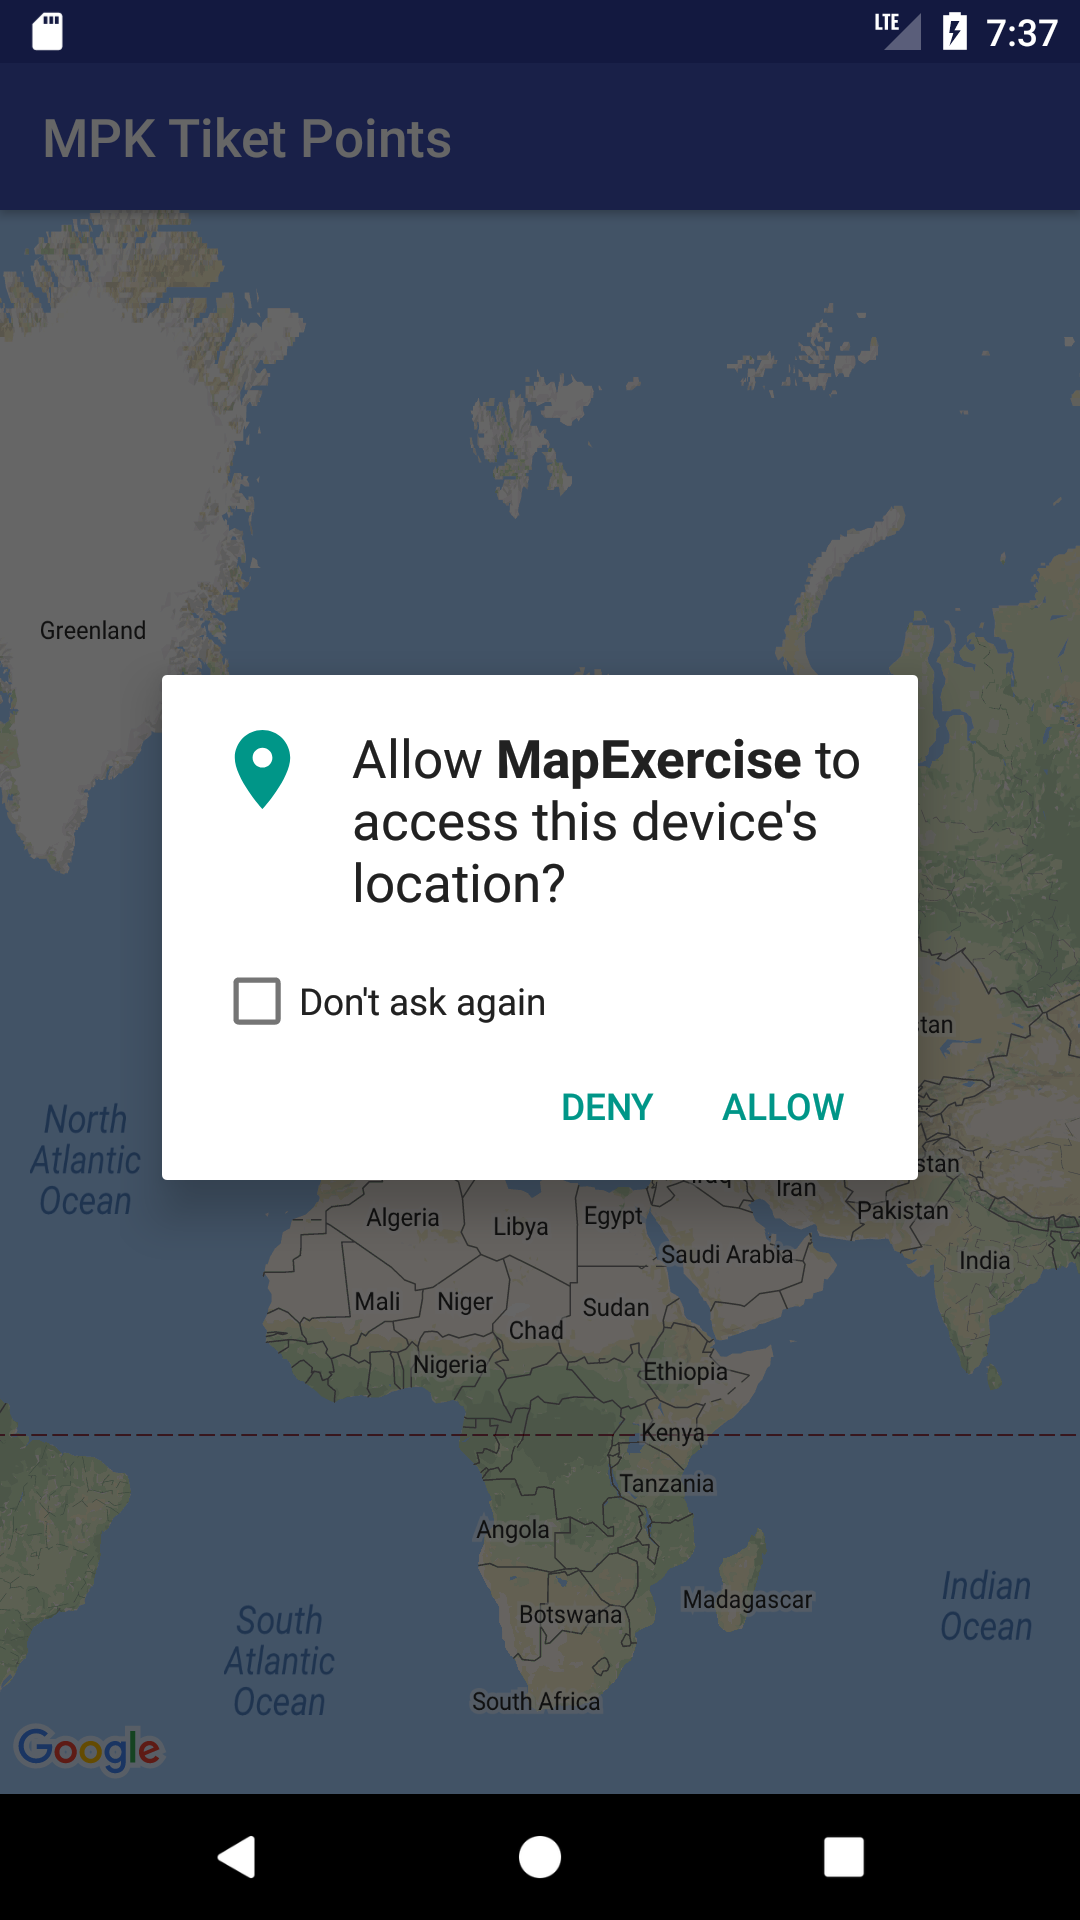 LTE 7:37
MPK Tiket Points
Greenland
Allow MapExercise to
access this device's
location?
Don't ask again
DENY ALLOW
stan
North
Atlantic
Ocean
stan
Iraq
Iran
Algeria
Libya
Egypt
Pakistan
Saudi Arabia
India
Mali
Niger
Sudan
Chad
Nigeria
Ethiopia
Kenya
Tanzania
Angola
Botswana
Madagascar
Indian
Ocean
South
Atlantic
Ocean
South Africa
Google